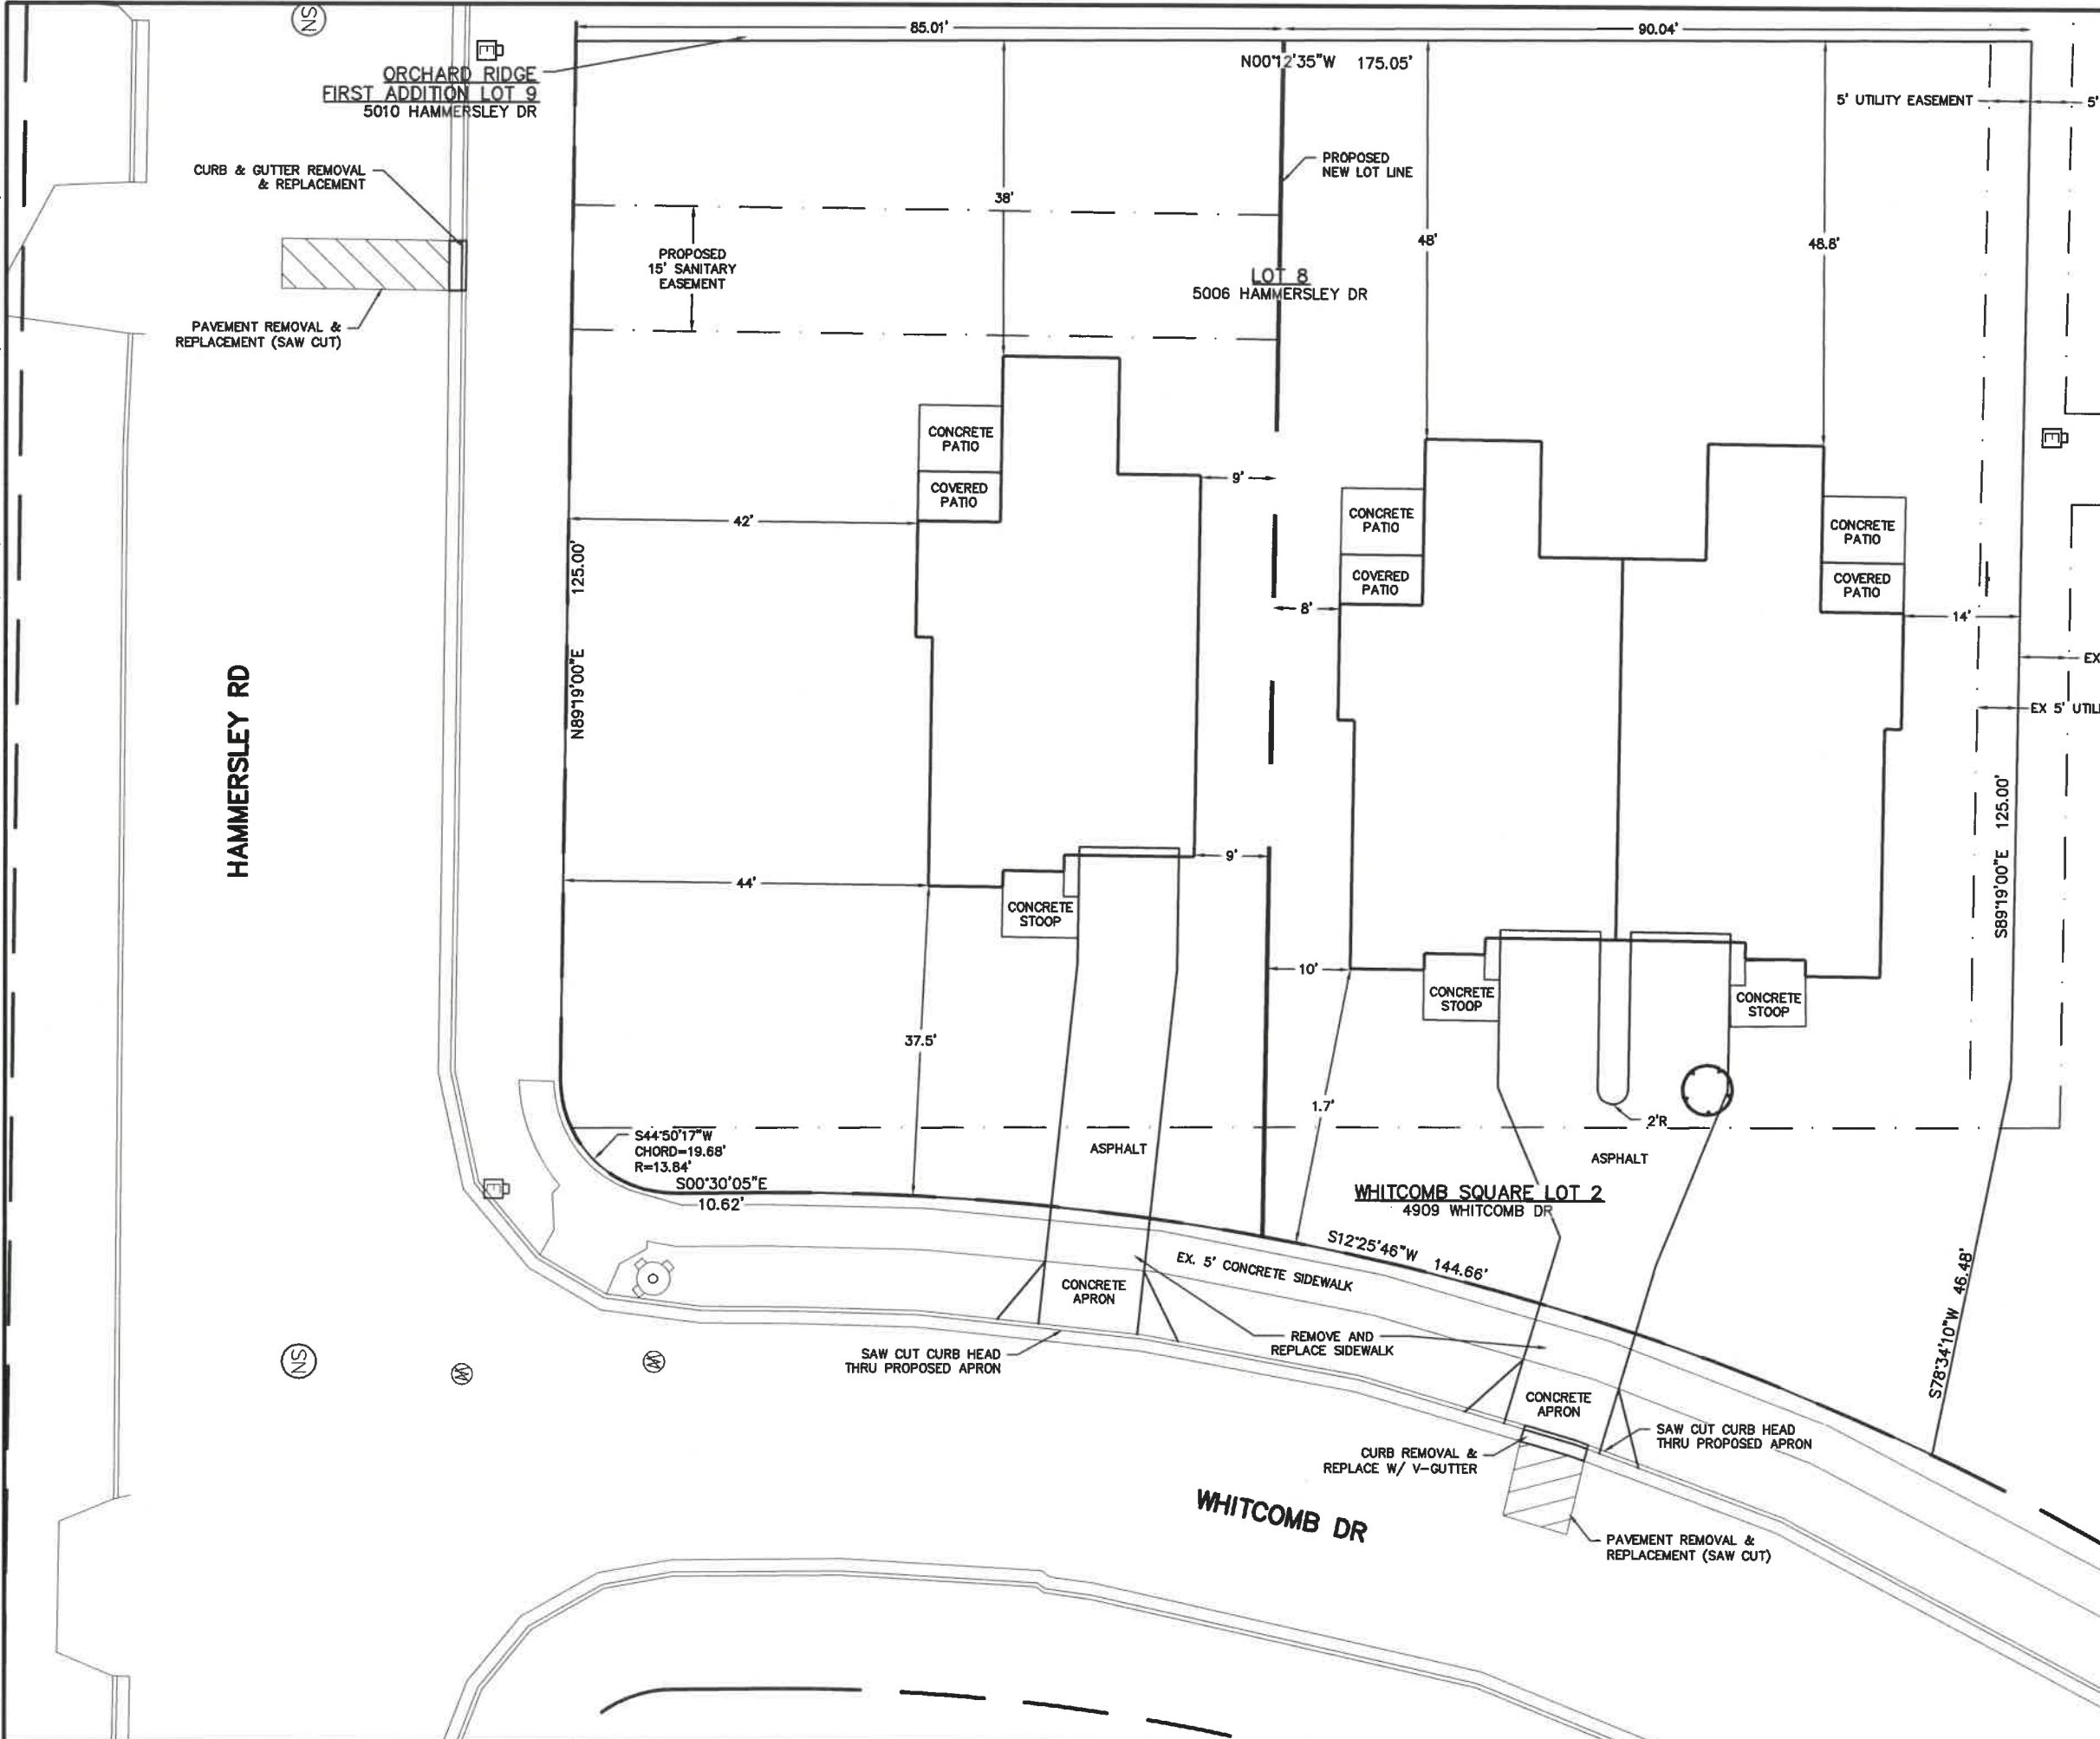 85.01'
90.04'
N00°12'35"W 175.05'
ORCHARD RIDGE
FIRST ADDITION LOT 9
5010 HAMMERSLEY DR
5' UTILITY EASEMENT
5'
CURB & GUTTER REMOVAL
& REPLACEMENT
PROPOSED
NEW LOT LINE
38'
48'
48.8'
PROPOSED
15' SANITARY
EASEMENT
LOT 8
5006 HAMMERSLEY DR
PAVEMENT REMOVAL &
REPLACEMENT (SAW CUT)
CONCRETE
PATIO
COVERED
PATIO
9'
42'
CONCRETE
PATIO
COVERED
PATIO
CONCRETE
PATIO
COVERED
PATIO
8'
14'
N89°19'00"E 125.00'
EX
EX 5' UTIL
HAMMERSLEY RD
S89°19'00"E 125.00'
9'
44'
CONCRETE
STOOP
10'
CONCRETE
STOOP
CONCRETE
STOOP
37.5'
1.7'
2'R
S44°50'17"W
CHORD=19.68'
R=13.84'
S00°30'05"E
10.62'
ASPHALT
ASPHALT
WHITCOMB SQUARE LOT 2
4909 WHITCOMB DR
S12°25'46"W 144.66'
EX. 5' CONCRETE SIDEWALK
S78°34'10"W 46.48'
CONCRETE
APRON
REMOVE AND
REPLACE SIDEWALK
SAW CUT CURB HEAD
THRU PROPOSED APRON
CONCRETE
APRON
SAW CUT CURB HEAD
THRU PROPOSED APRON
CURB REMOVAL &
REPLACE W/ V-GUTTER
WHITCOMB DR
PAVEMENT REMOVAL &
REPLACEMENT (SAW CUT)
SN
SN
W
W
E
E
E